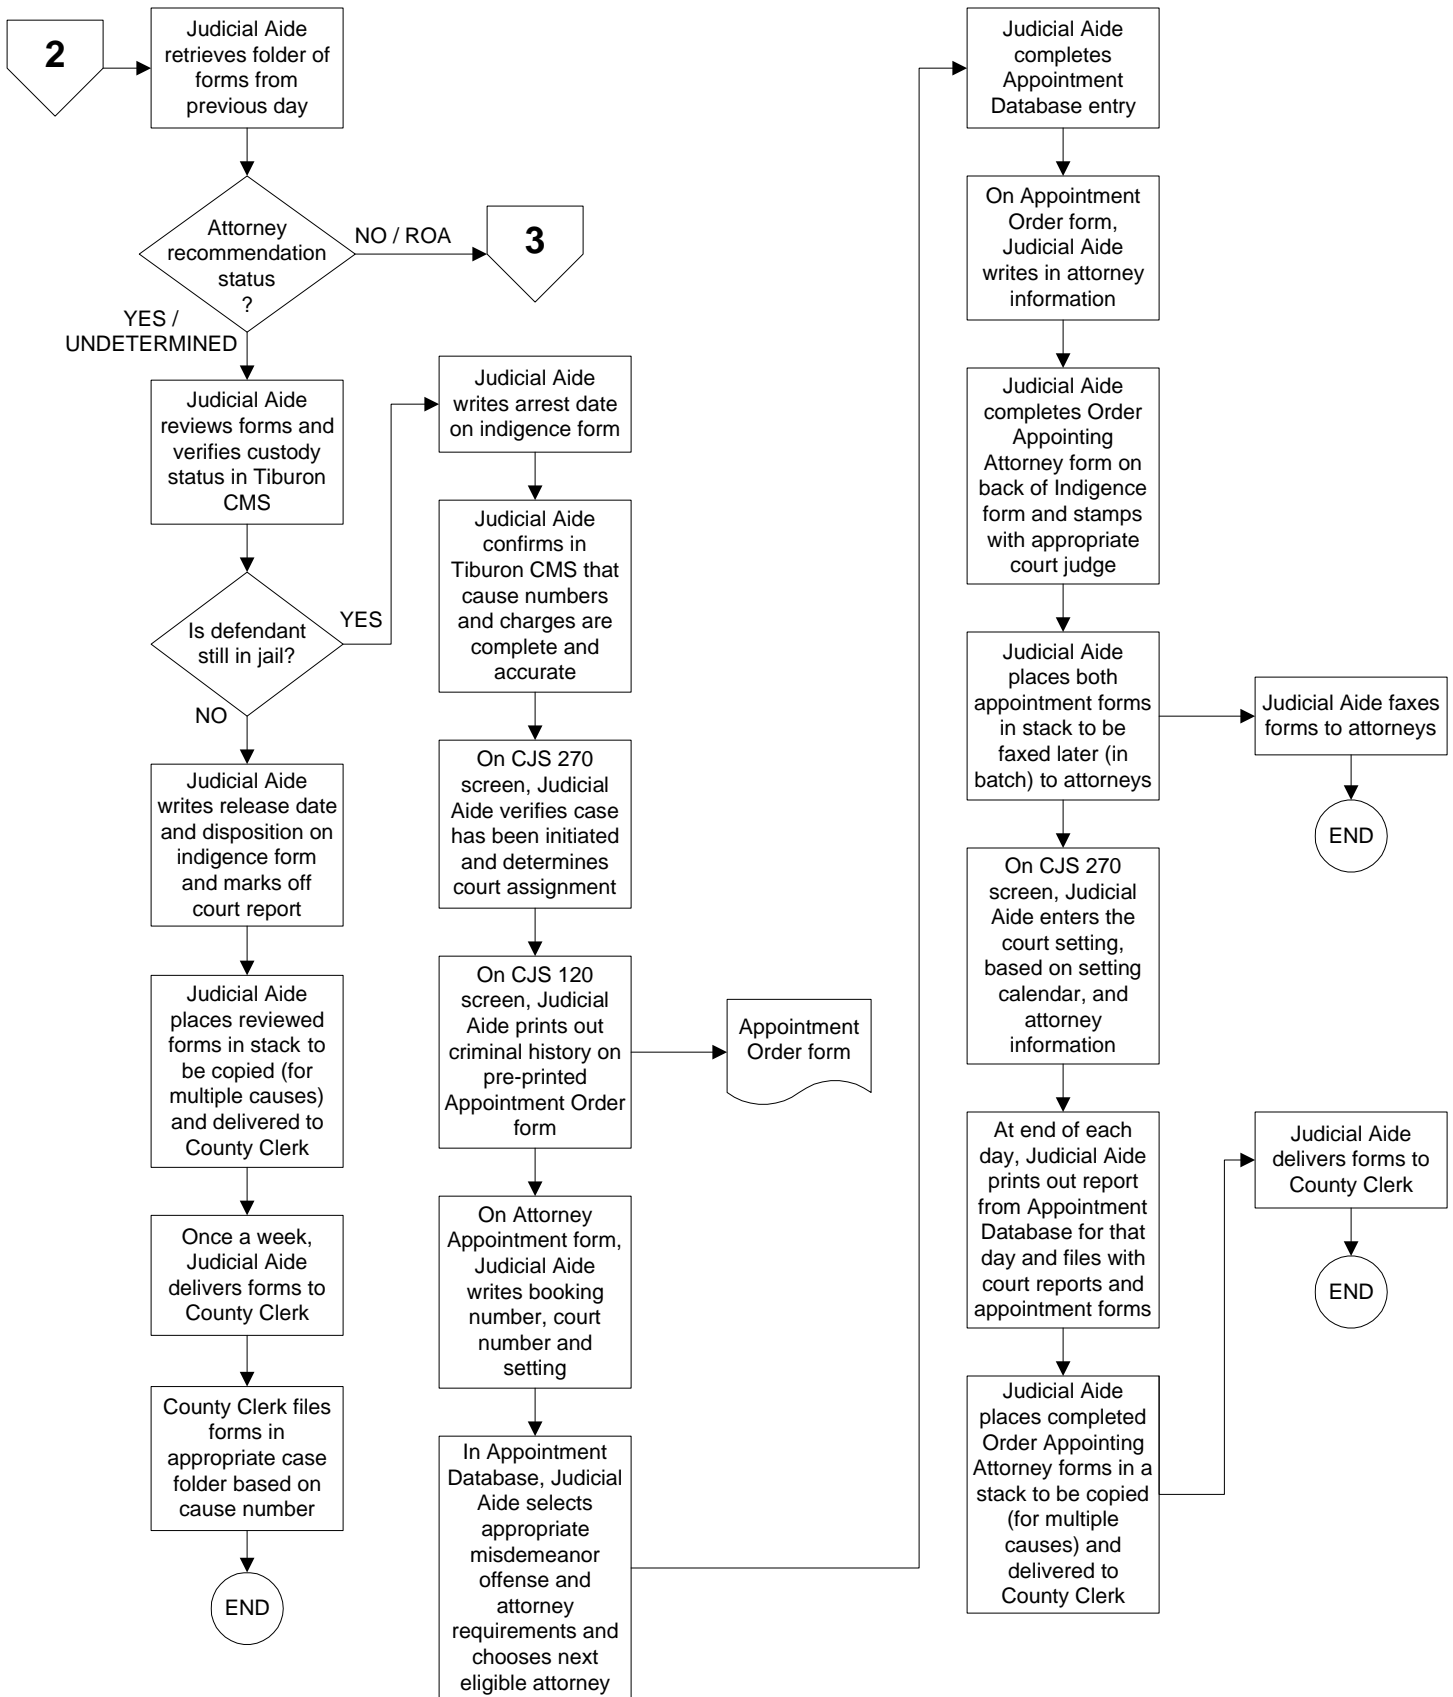 2
Judicial Aide
retrieves folder of
forms from
previous day
Attorney
recommendation
status
?
NO / ROA
3
YES /
UNDETERMINED
Judicial Aide
reviews forms and
verifies custody
status in Tiburon
CMS
Is defendant
still in jail?
YES
NO
Judicial Aide
writes release date
and disposition on
indigence form
and marks off
court report
Judicial Aide
places reviewed
forms in stack to
be copied (for
multiple causes)
and delivered to
County Clerk
Once a week,
Judicial Aide
delivers forms to
County Clerk
County Clerk files
forms in
appropriate case
folder based on
cause number
END
Judicial Aide
writes arrest date
on indigence form
Judicial Aide
confirms in
Tiburon CMS that
cause numbers
and charges are
complete and
accurate
On CJS 270
screen, Judicial
Aide verifies case
has been initiated
and determines
court assignment
On CJS 120
screen, Judicial
Aide prints out
criminal history on
pre-printed
Appointment Order
form
Appointment
Order form
On Attorney
Appointment form,
Judicial Aide
writes booking
number, court
number and
setting
In Appointment
Database, Judicial
Aide selects
appropriate
misdemeanor
offense and
attorney
requirements and
chooses next
eligible attorney
Judicial Aide
completes
Appointment
Database entry
On Appointment
Order form,
Judicial Aide
writes in attorney
information
Judicial Aide
completes Order
Appointing
Attorney form on
back of Indigence
form and stamps
with appropriate
court judge
Judicial Aide
places both
appointment forms
in stack to be
faxed later (in
batch) to attorneys
Judicial Aide faxes
forms to attorneys
END
On CJS 270
screen, Judicial
Aide enters the
court setting,
based on setting
calendar, and
attorney
information
At end of each
day, Judicial Aide
prints out report
from Appointment
Database for that
day and files with
court reports and
appointment forms
Judicial Aide
places completed
Order Appointing
Attorney forms in a
stack to be copied
(for multiple
causes) and
delivered to
County Clerk
Judicial Aide
delivers forms to
County Clerk
END